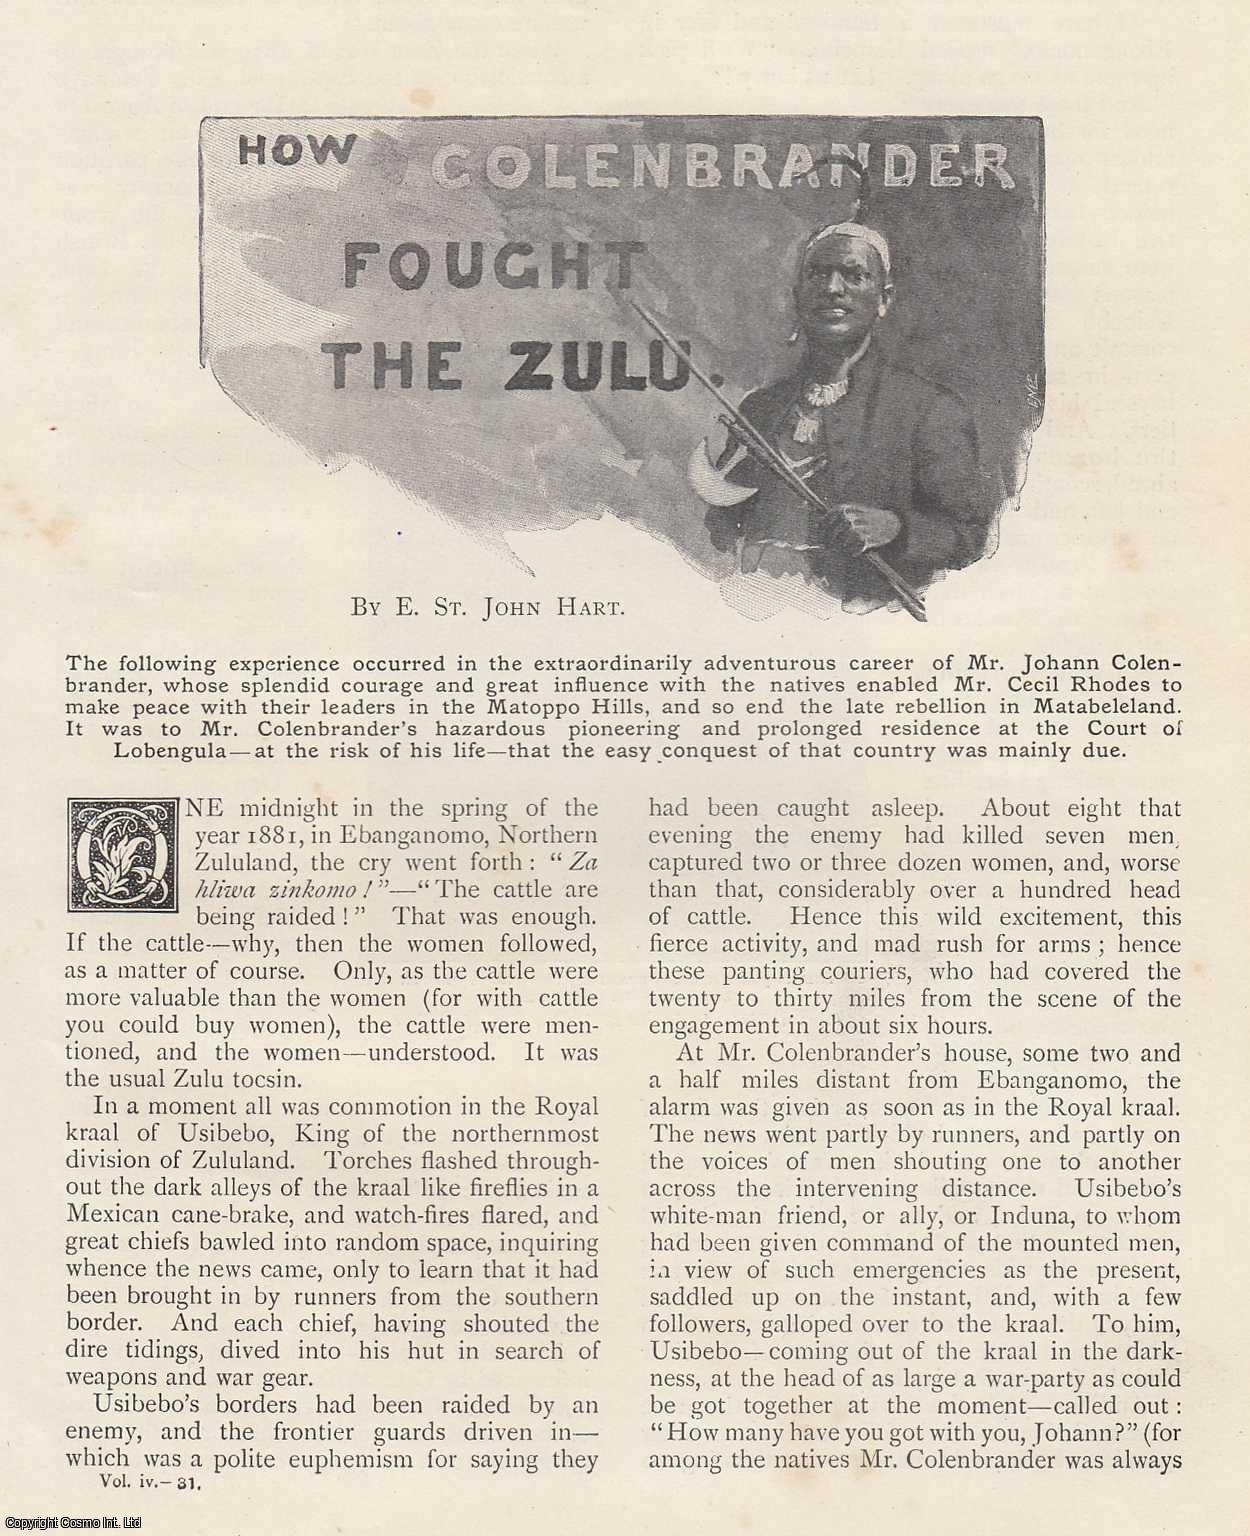 HOW COLENBRANDER
FOUGHT
THE ZULU.
By E. St. John Hart.
The following experience occurred in the extraordinarily adventurous career of Mr. Johann Colen-
brander, whose splendid courage and great influence with the natives enabled Mr. Cecil Rhodes to
make peace with their leaders in the Matoppo Hills, and so end the late rebellion in Matabeleland.
It was to Mr. Colenbrander's hazardous pioneering and prolonged residence at the Court of
Lobengula—at the risk of his life—that the easy conquest of that country was mainly due.
ONE midnight in the spring of the
year 1881, in Ebanganomo, Northern
Zululand, the cry went forth: "Za
hliwa zinkomo!"—"The cattle are
being raided!" That was enough.
If the cattle—why, then the women followed,
as a matter of course. Only, as the cattle were
more valuable than the women (for with cattle
you could buy women), the cattle were men-
tioned, and the women—understood. It was
the usual Zulu tocsin.
In a moment all was commotion in the Royal
kraal of Usibebo, King of the northernmost
division of Zululand. Torches flashed through-
out the dark alleys of the kraal like fireflies in a
Mexican cane-brake, and watch-fires flared, and
great chiefs bawled into random space, inquiring
whence the news came, only to learn that it had
been brought in by runners from the southern
border. And each chief, having shouted the
dire tidings, dived into his hut in search of
weapons and war gear.
Usibebo's borders had been raided by an
enemy, and the frontier guards driven in—
which was a polite euphemism for saying they
Vol. iv.—31.
had been caught asleep. About eight that
evening the enemy had killed seven men,
captured two or three dozen women, and, worse
than that, considerably over a hundred head
of cattle. Hence this wild excitement, this
fierce activity, and mad rush for arms; hence
these panting couriers, who had covered the
twenty to thirty miles from the scene of the
engagement in about six hours.
At Mr. Colenbrander's house, some two and
a half miles distant from Ebanganomo, the
alarm was given as soon as in the Royal kraal.
The news went partly by runners, and partly on
the voices of men shouting one to another
across the intervening distance. Usibebo's
white-man friend, or ally, or Induna, to whom
had been given command of the mounted men,
in view of such emergencies as the present,
saddled up on the instant, and, with a few
followers, galloped over to the kraal. To him,
Usibebo—coming out of the kraal in the dark-
ness, at the head of as large a war-party as could
be got together at the moment—called out:
"How many have you got with you, Johann?" (for
among the natives Mr. Colenbrander was always
Copyright Cosmo Int. Ltd